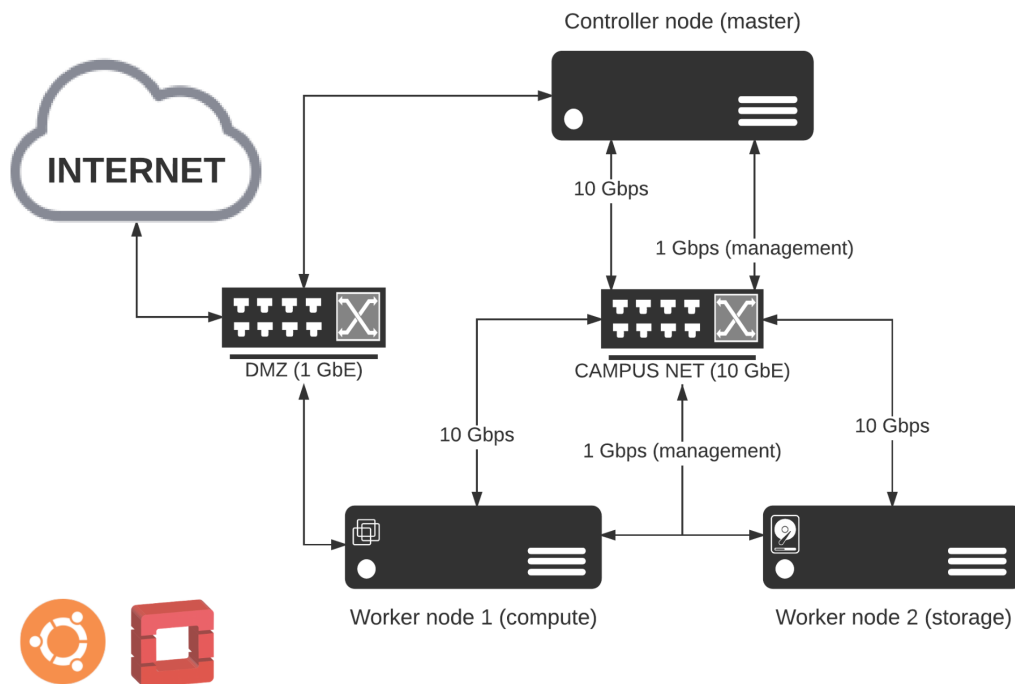 Controller node (master)
INTERNET
10 Gbps
1 Gbps (management)
DMZ (1 GbE)
CAMPUS NET (10 GbE)
10 Gbps
1 Gbps (management)
10 Gbps
Worker node 1 (compute)
Worker node 2 (storage)